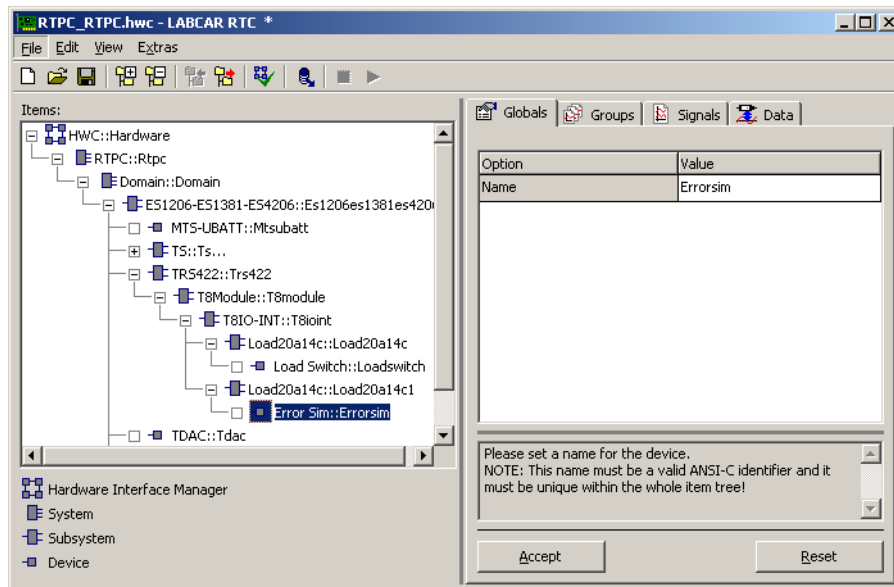 RTPC_RTPC.hwc - LABCAR RTC *
File Edit View Extras
Items:
HWC::Hardware
RTPC::Rtpc
Domain::Domain
ES1206-ES1381-ES4206::Es1206es1381es420
MTS-UBATT::Mtsubatt
TS::Ts...
TRS422::Trs422
T8Module::T8module
T8IO-INT::T8ioint
Load20a14c::Load20a14c
Load Switch::Loadswitch
Load20a14c::Load20a14c1
Error Sim::Errorsim
TDAC::Tdac
Hardware Interface Manager
System
Subsystem
Device
Globals Groups Signals Data
Option Value
Name Errorsim
Please set a name for the device.
NOTE: This name must be a valid ANSI-C identifier and it
must be unique within the whole item tree!
Accept Reset